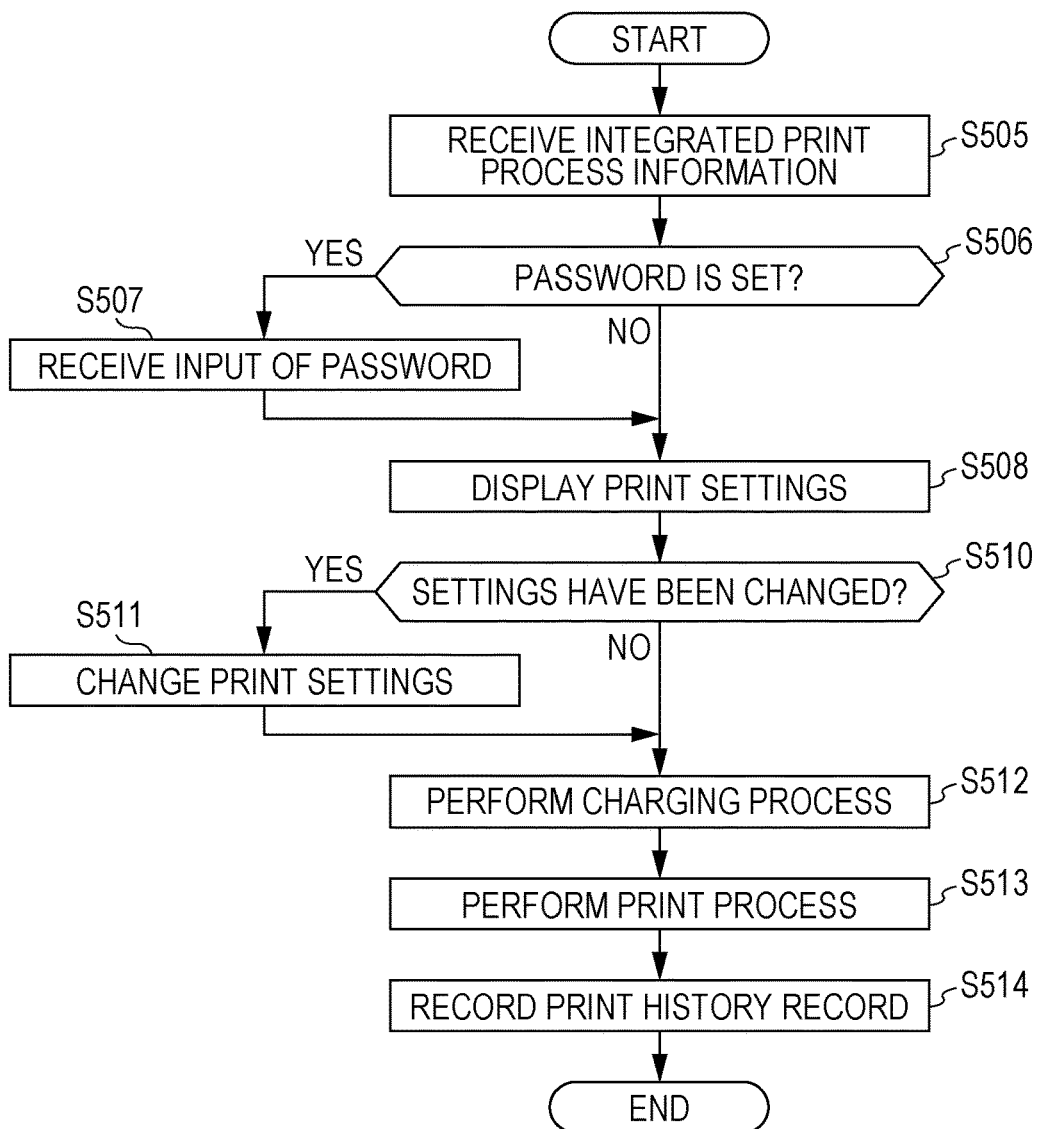 START
RECEIVE INTEGRATED PRINT
PROCESS INFORMATION
S505
S506
YES
PASSWORD IS SET?
S507
NO
RECEIVE INPUT OF PASSWORD
S508
DISPLAY PRINT SETTINGS
S510
YES
SETTINGS HAVE BEEN CHANGED?
S511
NO
CHANGE PRINT SETTINGS
S512
PERFORM CHARGING PROCESS
S513
PERFORM PRINT PROCESS
S514
RECORD PRINT HISTORY RECORD
END